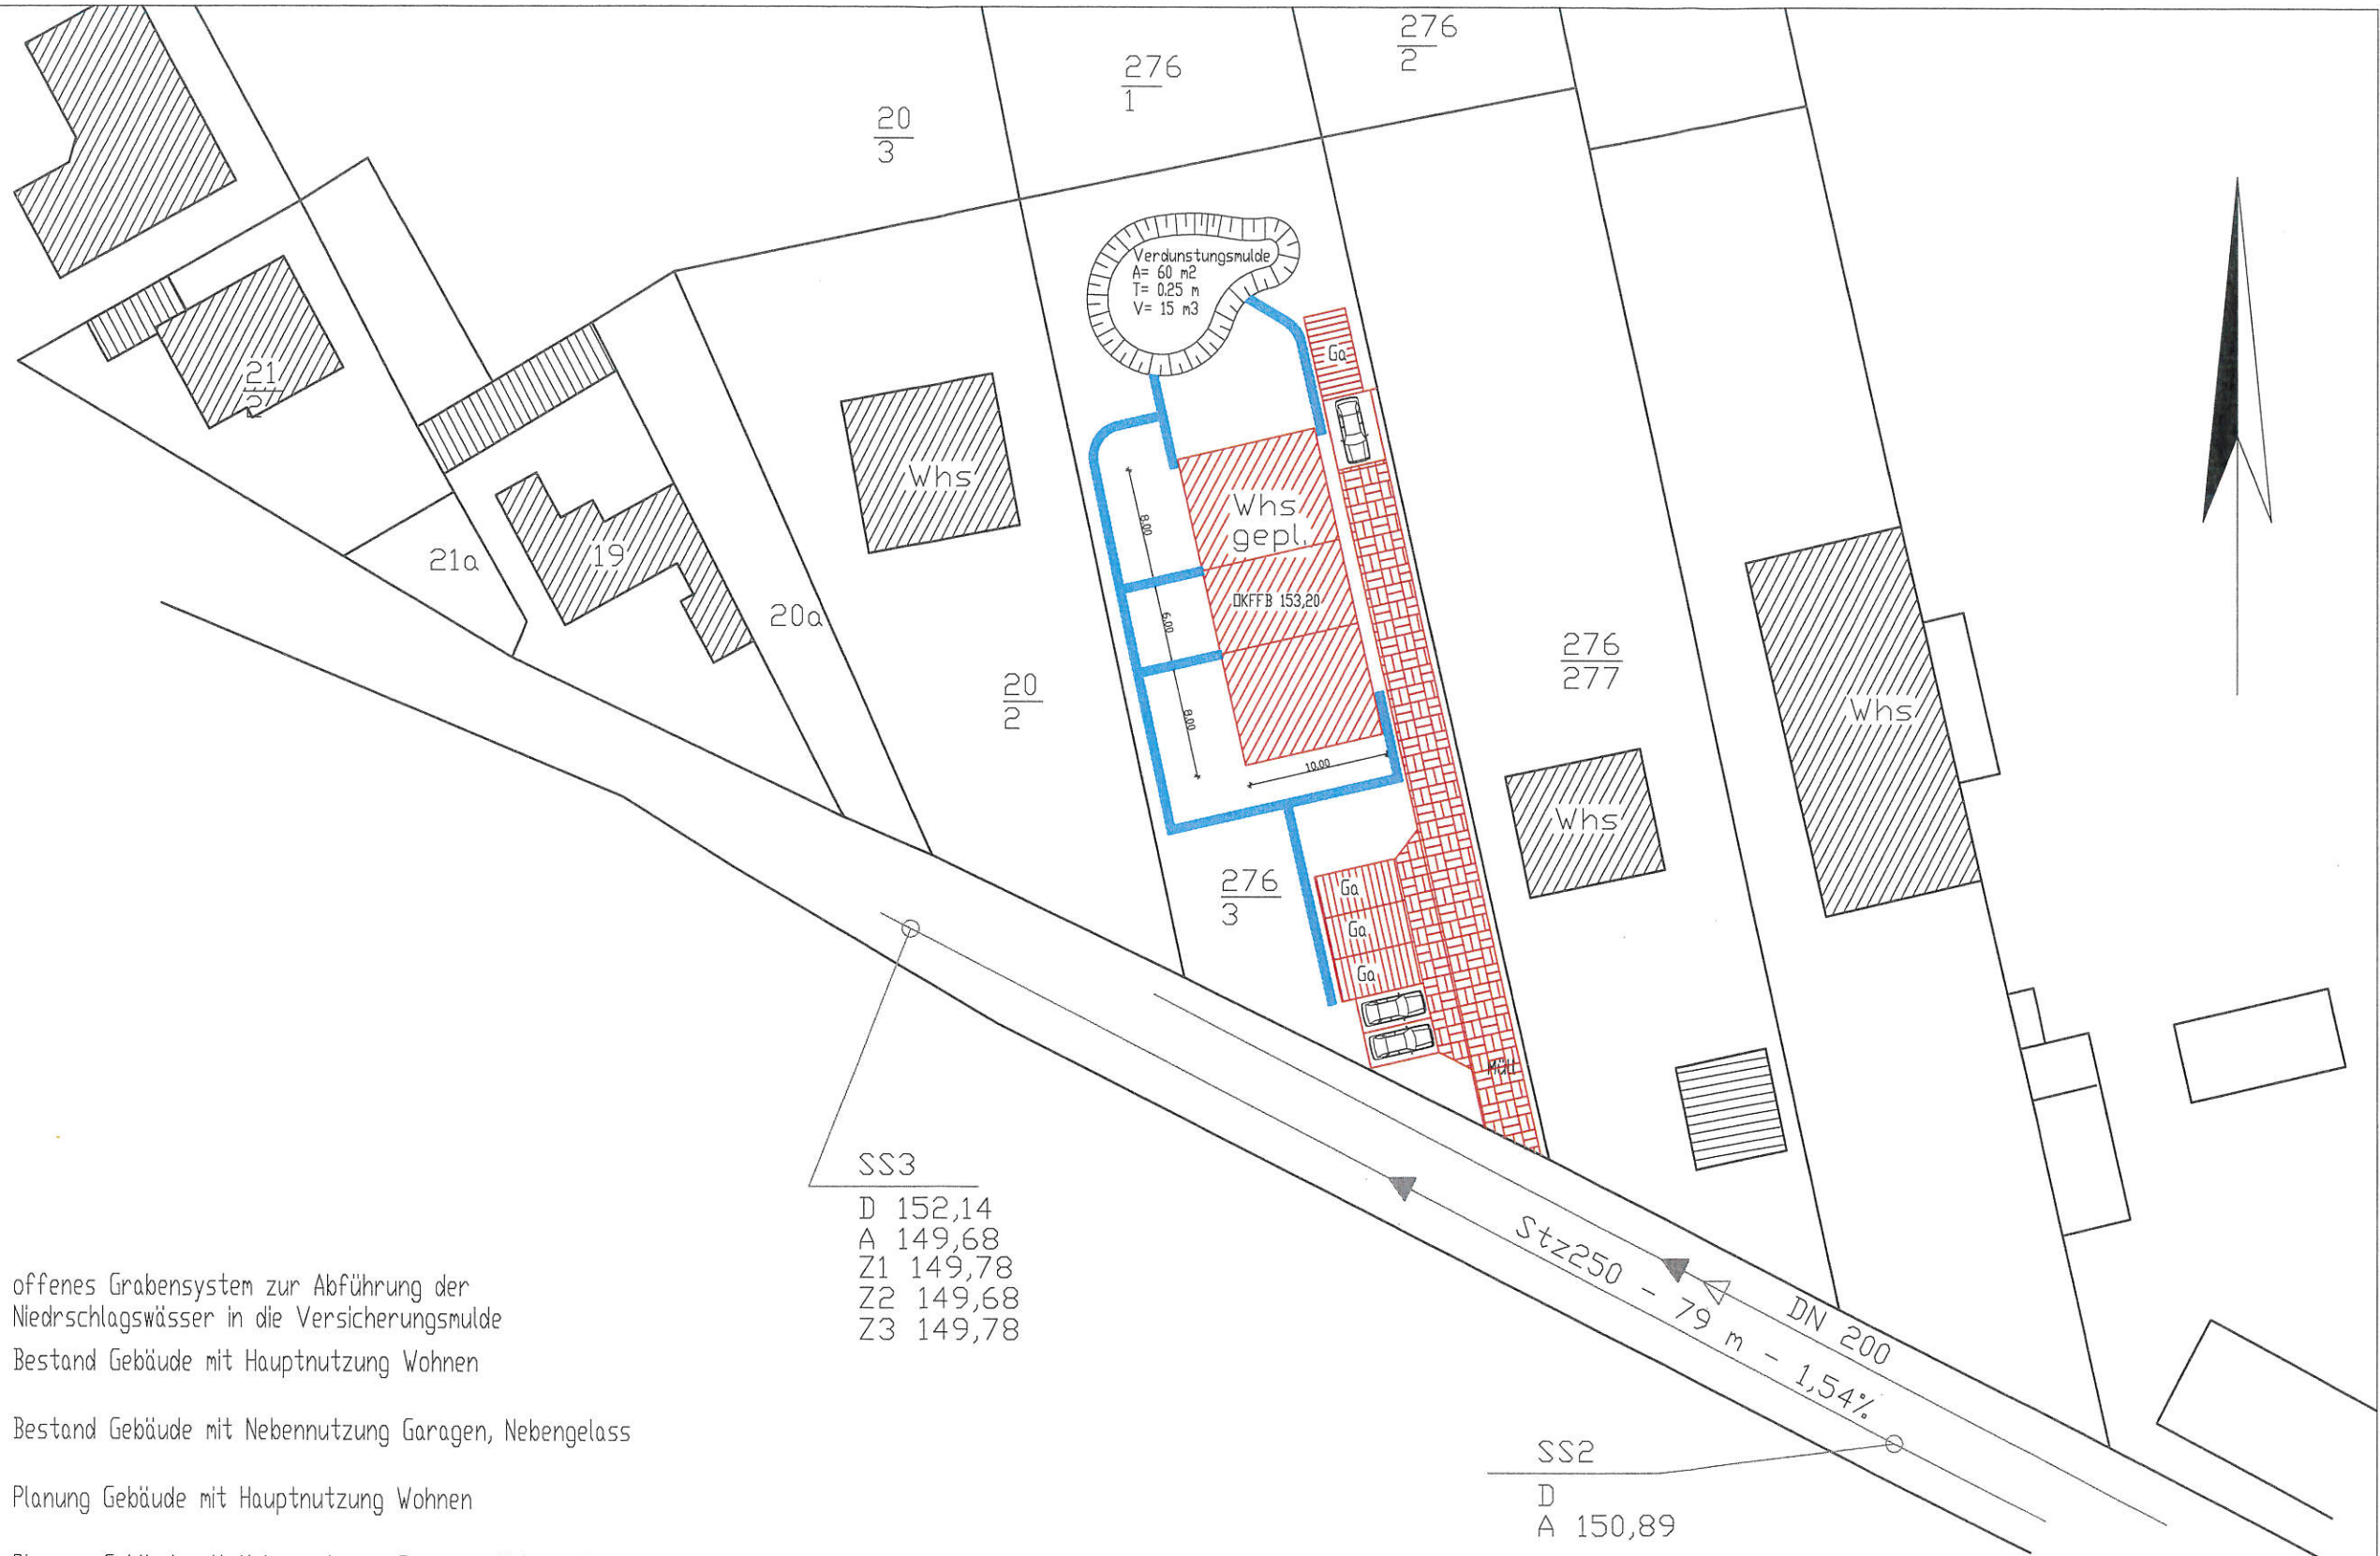 276
2
276
1
20
3
Verdunstungsmulde
A= 60 m2
T= 0.25 m
V= 15 m3
Ga
21
2
Whs
Whs
gepl.
8,00
19
21a
OKFFB 153,20
20a
6,00
276
277
20
2
8,00
Whs
10,00
Whs
276
3
Ga
Ga
Ga
Müll
SS3
D 152,14
A 149,68
Z1 149,78
Z2 149,68
Z3 149,78
Stz250 - 79 m - 1,54%
DN 200
offenes Grabensystem zur Abführung der
Niedrschlagswässer in die Versicherungsmulde
Bestand Gebäude mit Hauptnutzung Wohnen
Bestand Gebäude mit Nebennutzung Garagen, Nebengelass
Planung Gebäude mit Hauptnutzung Wohnen
SS2
D
A 150,89